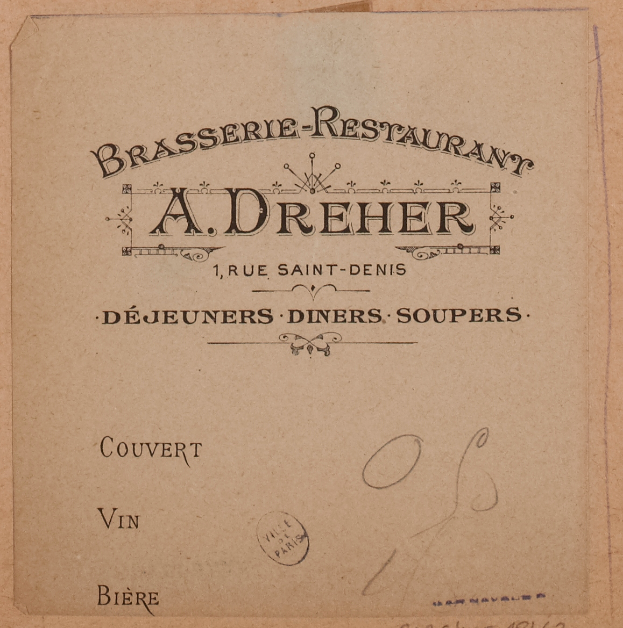 BRASSERIE-RESTAURANT
A. DREHER
1, RUE SAINT-DENIS
·DÉJEUNERS·DINERS·SOUPERS·
COUVERT
VIN
VILLE
DE
PARIS
BIÈRE